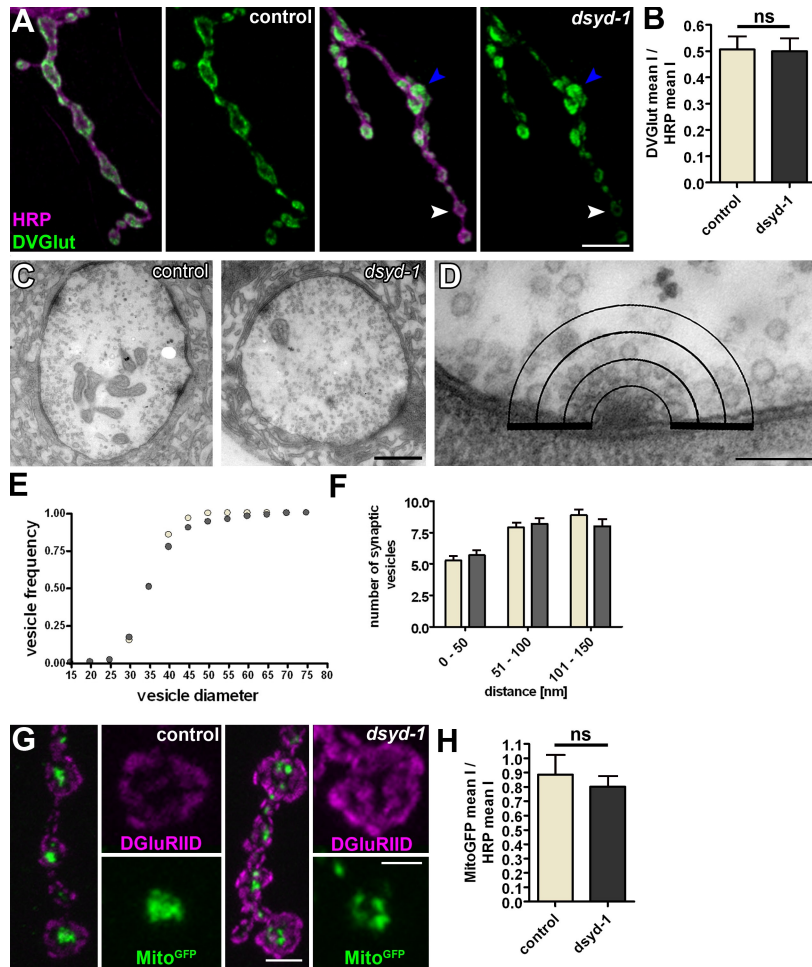 A
control
dsyd-1
HRP
DVGlut
B
DVGlut mean I /
HRP mean I
0.6
0.5
0.4
0.3
0.2
0.1
0.0
ns
control
dsyd-1
C
control
dsyd-1
D
E
vesicle frequency
1.00
0.75
0.50
0.25
0.00
15 20 25 30 35 40 45 50 55 60 65 70 75 80
vesicle diameter
F
number of synaptic
vesicles
10.0
7.5
5.0
2.5
0.0
0 - 50
51 - 100
101 - 150
distance [nm]
G
control
dsyd-1
DGluRIID
DGluRIID
Mito GFP
Mito GFP
H
MitoGFP mean I /
HRP mean I
1.1
1.0
0.9
0.8
0.7
0.6
0.5
0.4
0.3
0.2
0.1
0.0
ns
control
dsyd-1